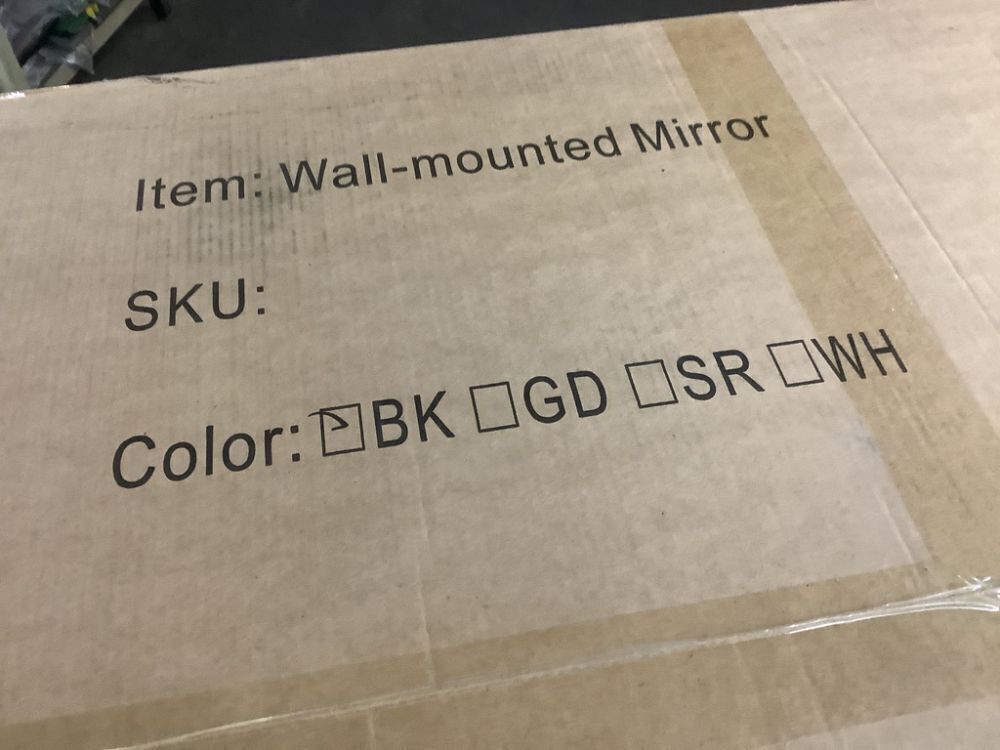 Item: Wall-mounted Mirror
SKU:
Color: ☑BK ☐GD ☐SR ☐WH